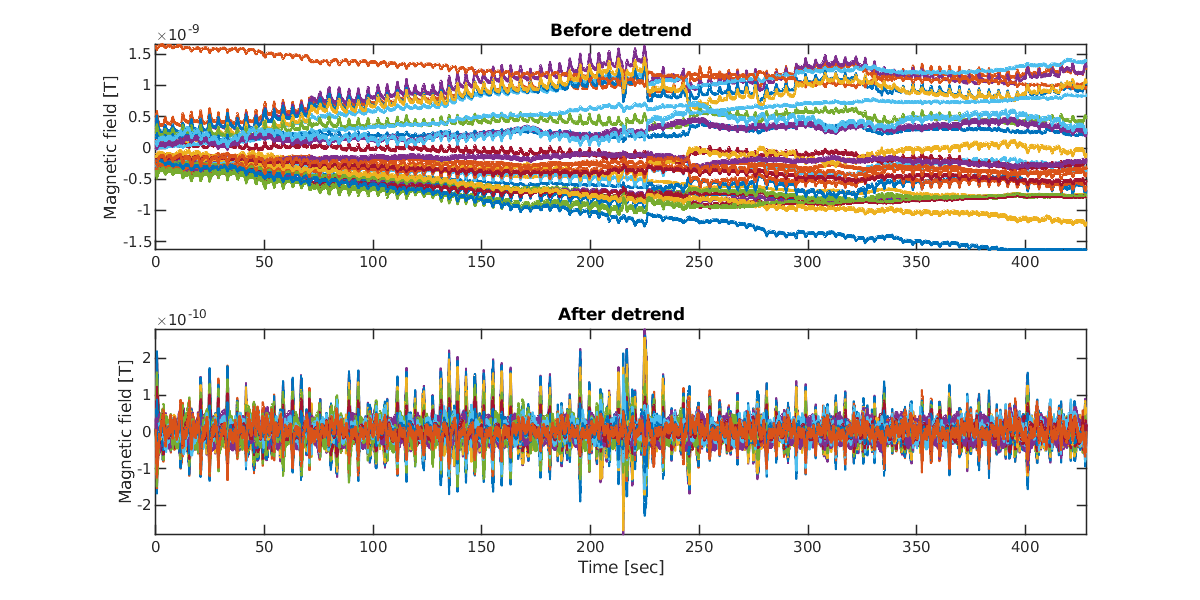 Before detrend
×10-9
Magnetic field [T]
1.5
1
0.5
0
-0.5
-1
-1.5
0 50 100 150 200 250 300 350 400
After detrend
×10-10
Magnetic field [T]
2
1
0
-1
-2
0 50 100 150 200 250 300 350 400
Time [sec]